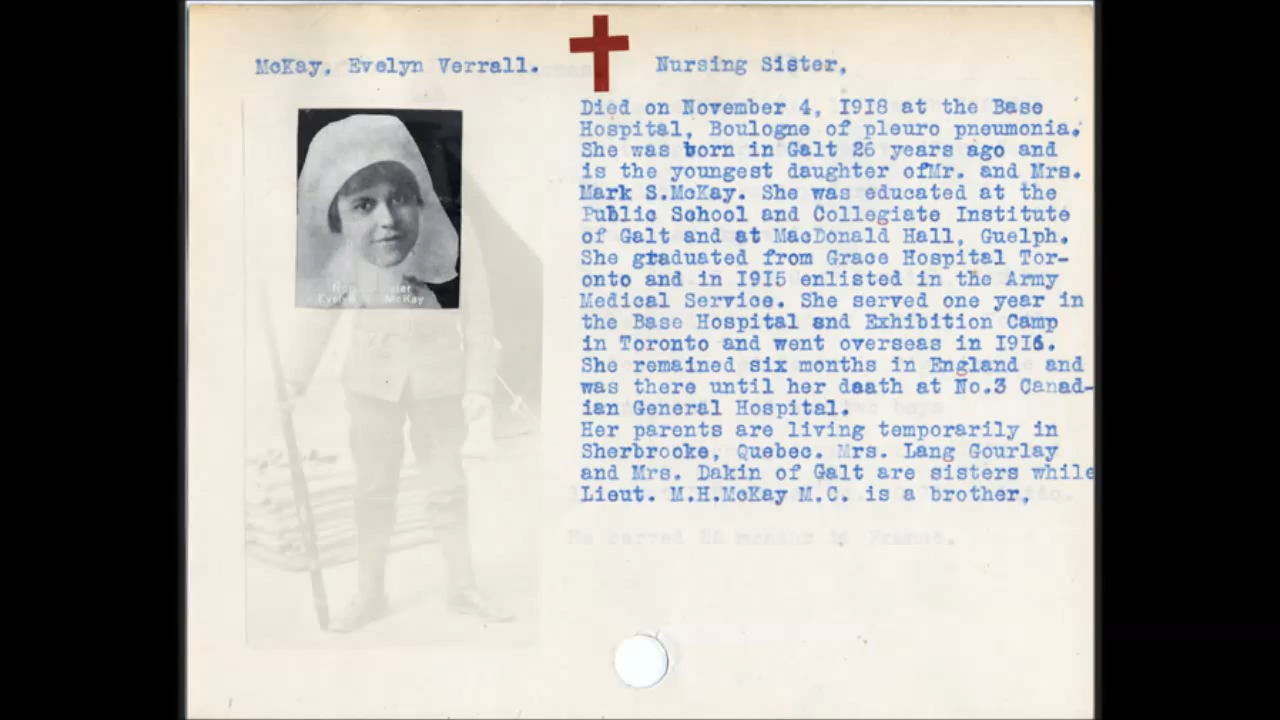 McKay, Evelyn Verrall.
Nursing Sister,
Died on November 4, I9I8 at the Base
Hospital, Boulogne of pleuro pneumonia.
She was born in Galt 26 years ago and
is the youngest daughter ofMr. and Mrs.
Mark S.McKay. She was educated at the
Public School and Collegiate Institute
of Galt and at MacDonald Hall, Guelph.
She graduated from Grace Hospital Tor-
onto and in I9I5 enlisted in the Army
Medical Service. She served one year in
the Base Hospital and Exhibition Camp
in Toronto and went overseas in I9I6.
She remained six months in England and
was there until her death at No.3 Canad-
ian General Hospital.
Her parents are living temporarily in
Sherbrooke, Quebec. Mrs. Lang Gourlay
and Mrs. Dakin of Galt are sisters while
Lieut. M.H.McKay M.C. is a brother,
McKay